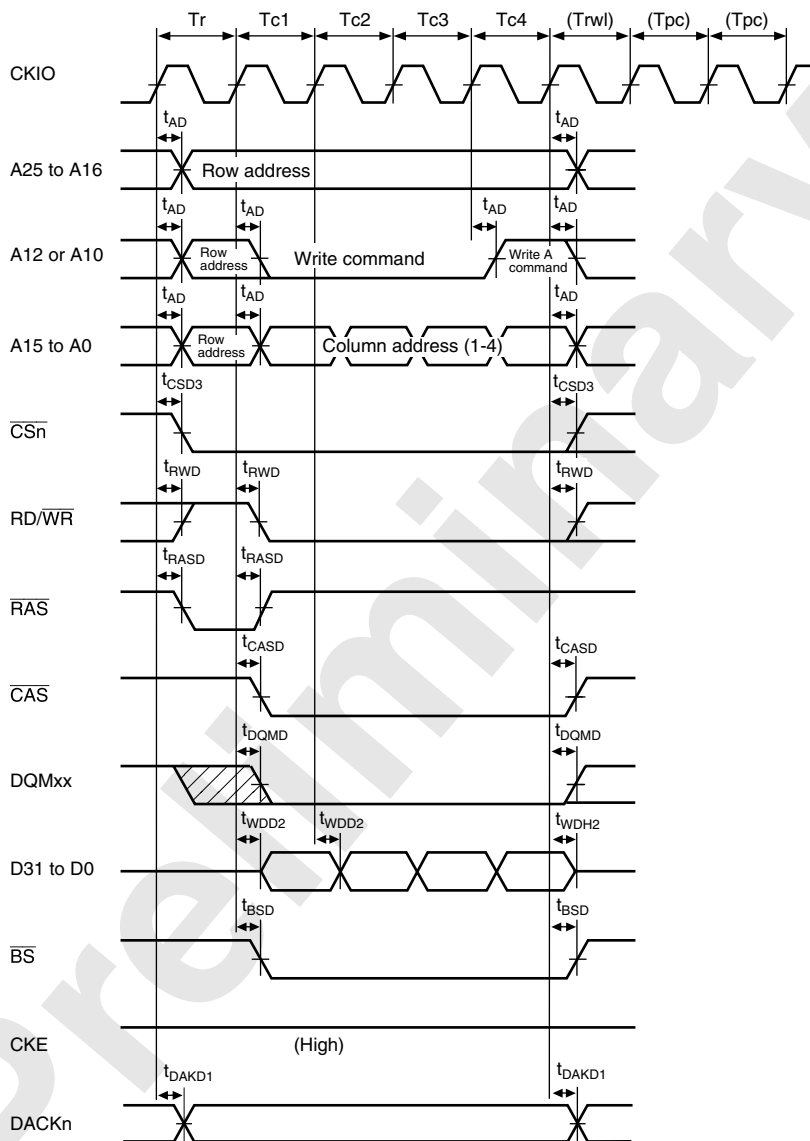 Tr Tc1 Tc2 Tc3 Tc4 (Trwl) (Tpc) (Tpc)
CKIO
tAD tAD
A25 to A16 Row address
tAD tAD tAD tAD
A12 or A10 Row address Write command Write A command
tAD tAD tAD
A15 to A0 Row address Column address (1-4)
tCSD3 tCSD3
CSn
tRWD tRWD tRWD
RD/WR
tRASD tRASD
RAS
tCASD tCASD
CAS
tDQMD tDQMD
DQMxx
tWDD2 tWDD2 tWDH2
D31 to D0
tBSD tBSD
BS
CKE (High)
tDAKD1 tDAKD1
DACKn
Preliminary